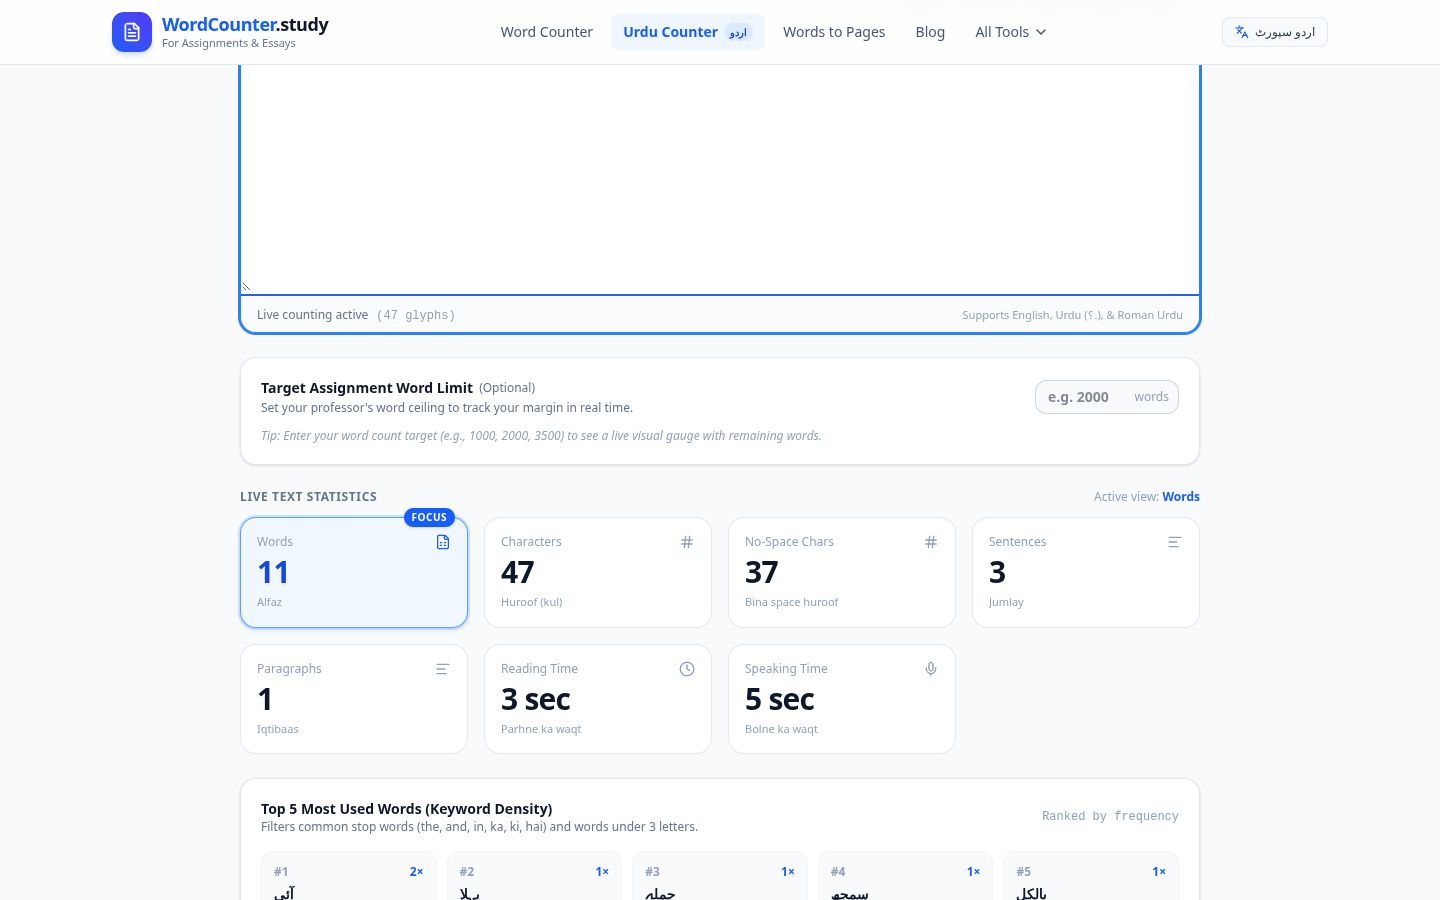 WordCounter.study
For Assignments & Essays
Word Counter
Urdu Counter اردو
Words to Pages
Blog
All Tools
اردو سپورٹ
Live counting active (47 glyphs)
Supports English, Urdu (؟۔), & Roman Urdu
Target Assignment Word Limit (Optional)
Set your professor's word ceiling to track your margin in real time.
e.g. 2000 words
Tip: Enter your word count target (e.g., 1000, 2000, 3500) to see a live visual gauge with remaining words.
LIVE TEXT STATISTICS
Active view: Words
FOCUS
Words
11
Alfaz
Characters
47
Huroof (kul)
No-Space Chars
37
Bina space huroof
Sentences
3
Jumlay
Paragraphs
1
Iqtibaas
Reading Time
3 sec
Parhne ka waqt
Speaking Time
5 sec
Bolne ka waqt
Top 5 Most Used Words (Keyword Density)
Filters common stop words (the, and, in, ka, ki, hai) and words under 3 letters.
Ranked by frequency
#1 2×
آئی
#2 1×
پہلا
#3 1×
جملہ
#4 1×
سمجھ
#5 1×
بالکل